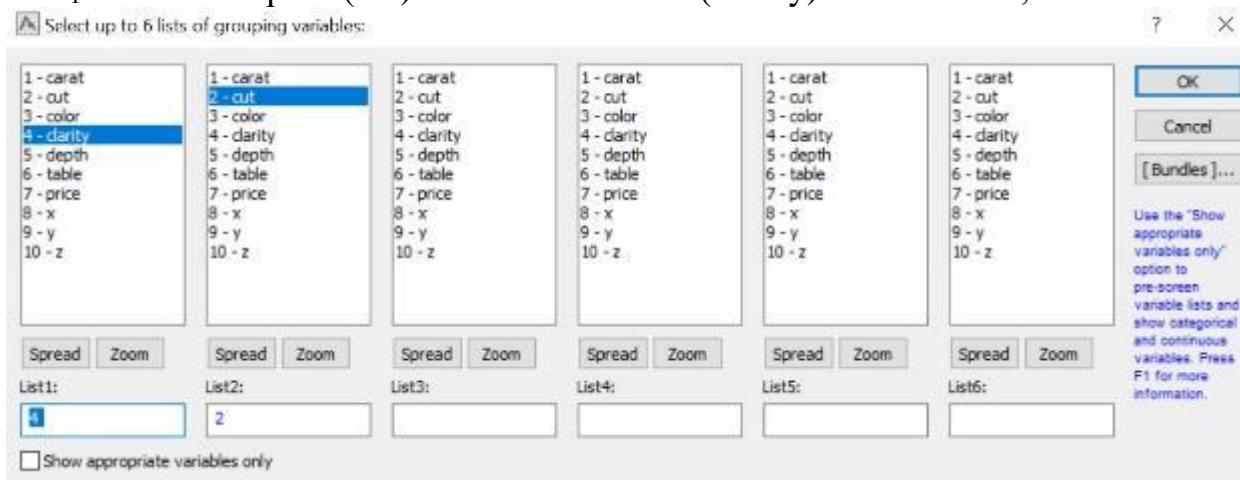 Select up to 6 lists of grouping variables:
? ×
1 - carat
2 - cut
3 - color
4 - clarity
5 - depth
6 - table
7 - price
8 - x
9 - y
10 - z
Spread Zoom
List1:
4
1 - carat
2 - cut
3 - color
4 - clarity
5 - depth
6 - table
7 - price
8 - x
9 - y
10 - z
Spread Zoom
List2:
2
1 - carat
2 - cut
3 - color
4 - clarity
5 - depth
6 - table
7 - price
8 - x
9 - y
10 - z
Spread Zoom
List3:
1 - carat
2 - cut
3 - color
4 - clarity
5 - depth
6 - table
7 - price
8 - x
9 - y
10 - z
Spread Zoom
List4:
1 - carat
2 - cut
3 - color
4 - clarity
5 - depth
6 - table
7 - price
8 - x
9 - y
10 - z
Spread Zoom
List5:
1 - carat
2 - cut
3 - color
4 - clarity
5 - depth
6 - table
7 - price
8 - x
9 - y
10 - z
Spread Zoom
List6:
OK
Cancel
[ Bundles ]...
Use the "Show
appropriate
variables only"
option to
pre-screen
variable lists and
show categorical
and continuous
variables. Press
F1 for more
information.
Show appropriate variables only